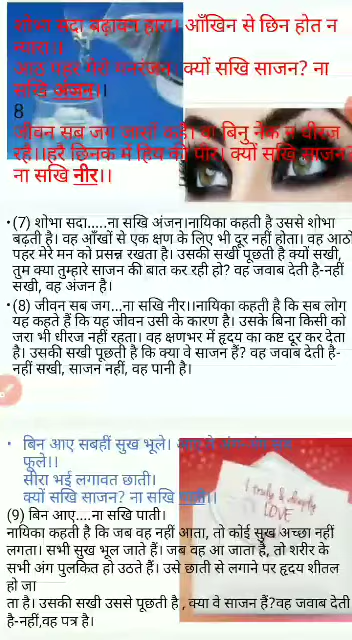 शोभा सदा बढ़ावन हारा। आँखिन से छिन होत न
न्यारा।।
आठ पहर मेरो मनरंजन। क्यों सखि साजन? ना
सखि अंजन।।
8
जीवन सब जग जासों कहै। वा बिनु नेक न धीरज
रहै।।हरै छिनक में हिय की पीर। क्यों सखि साजन
ना सखि नीर।।
•(7) शोभा सदा.....ना सखि अंजन।नायिका कहती है उससे शोभा
बढ़ती है। वह आँखों से एक क्षण के लिए भी दूर नहीं होता। वह आठो
पहर मेरे मन को प्रसन्न रखता है। उसकी सखी पूछती है क्यों सखी,
तुम क्या तुम्हारे साजन की बात कर रही हो? वह जवाब देती है-नहीं
सखी, वह अंजन है।
•(8) जीवन सब जग...ना सखि नीर।।नायिका कहती है कि सब लोग
यह कहते हैं कि यह जीवन उसी के कारण है। उसके बिना किसी को
जरा भी धीरज नहीं रहता। वह क्षणभर में हृदय का कष्ट दूर कर देता
है। उसकी सखी पूछती है कि क्या वे साजन हैं? वह जवाब देती है-
नहीं सखी, साजन नहीं, वह पानी है।
• बिन आए सबहीं सुख भूले।
फूले।।
सीरा भई लगावत छाती।
क्यों सखि साजन? ना सखि पाती।।
I truly & deeply
LOVE
(9) बिन आए....ना सखि पाती।
नायिका कहती है कि जब वह नहीं आता, तो कोई सुख अच्छा नहीं
लगता। सभी सुख भूल जाते हैं। जब वह आ जाता है, तो शरीर के
सभी अंग पुलकित हो उठते हैं। उसे छाती से लगाने पर हृदय शीतल
हो जा
ता है। उसकी सखी उससे पूछती है , क्या वे साजन हैं?वह जवाब देती
है-नहीं,वह पत्र है।